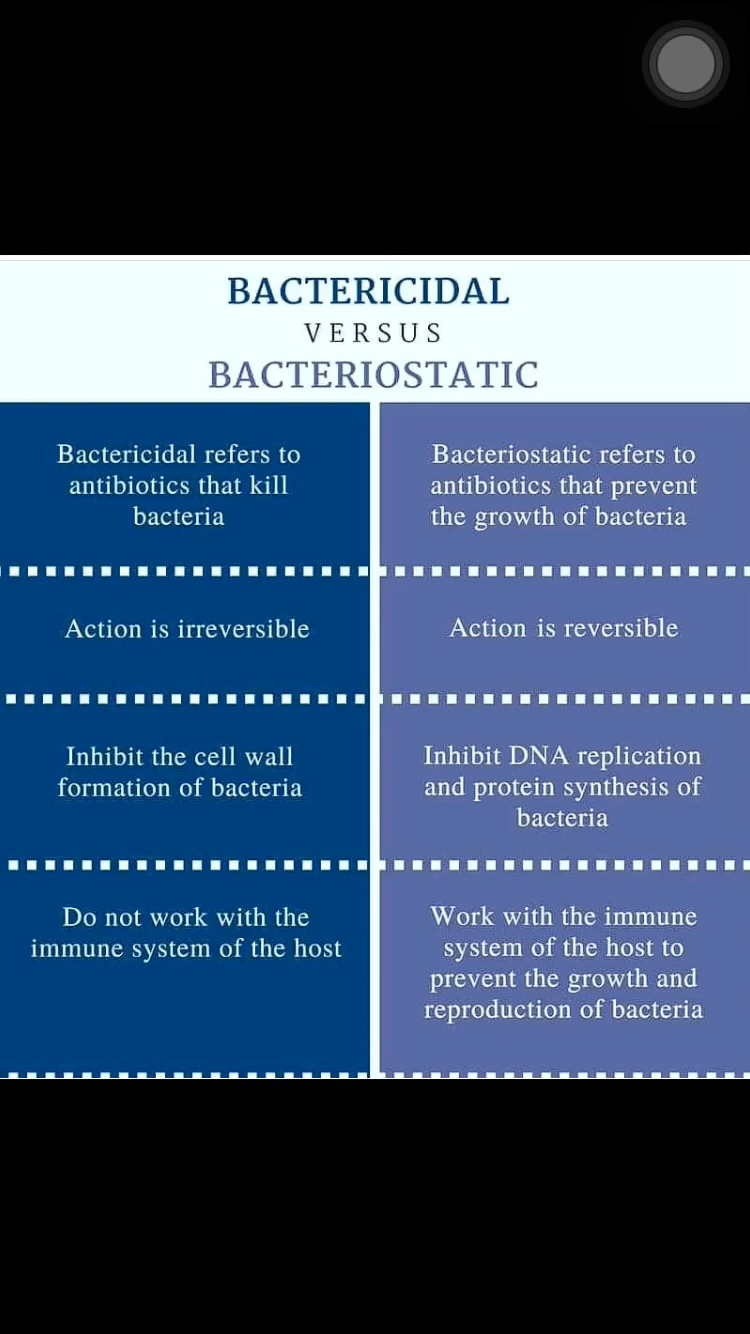 BACTERICIDAL
VERSUS
BACTERIOSTATIC
Bactericidal refers to
antibiotics that kill
bacteria
Bacteriostatic refers to
antibiotics that prevent
the growth of bacteria
Action is irreversible
Action is reversible
Inhibit the cell wall
formation of bacteria
Inhibit DNA replication
and protein synthesis of
bacteria
Do not work with the
immune system of the host
Work with the immune
system of the host to
prevent the growth and
reproduction of bacteria